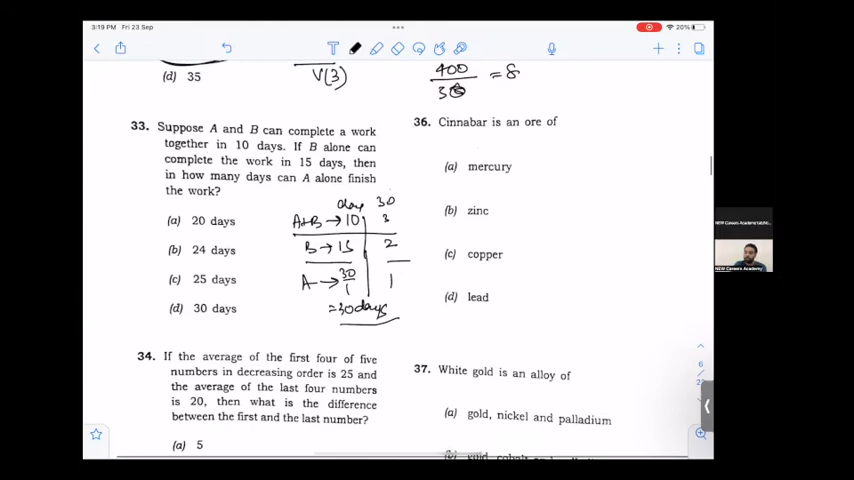 3:19 PM Fri 23 Sep
26%
(d) 35
V(3)
400
30
= 8
33. Suppose A and B can complete a work
together in 10 days. If B alone can
complete the work in 15 days, then
in how many days can A alone finish
the work?
(a) 20 days
(b) 24 days
(c) 25 days
(d) 30 days
day 30
A+B → 10 3
B → 15 2
A → 30/1 1
= 30 days
34. If the average of the first four of five
numbers in decreasing order is 25 and
the average of the last four numbers
is 20, then what is the difference
between the first and the last number?
(a) 5
36. Cinnabar is an ore of
(a) mercury
(b) zinc
(c) copper
(d) lead
37. White gold is an alloy of
(a) gold, nickel and palladium
6
NEW Careers Academy